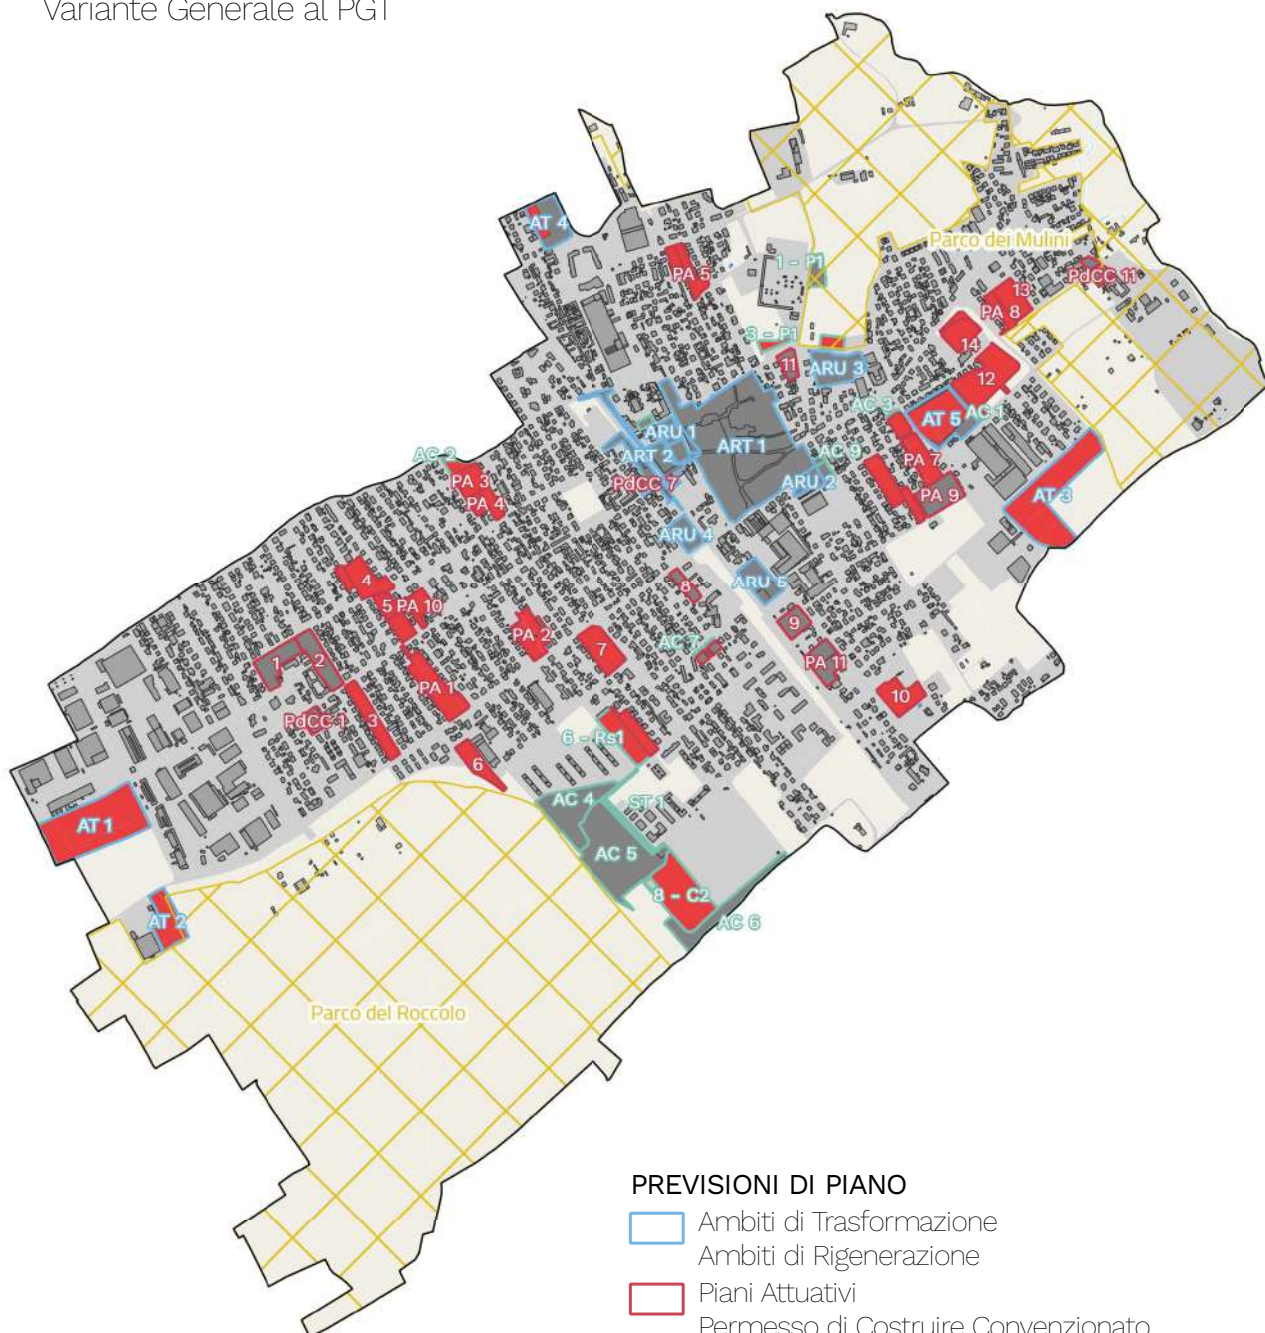 Variante Generale al PGT
AT 4
PA 5
1 - P1
Parco dei Mulini
PdCC 11
13
PA 8
3 - P1
14
11
ARU 3
12
AC 3
AT 5
AC 1
ARU 1
ART 1
ART 2
AC 9
AC 2
PA 7
PA 3
PdCC 7
ARU 2
PA 9
AT 3
PA 4
ARU 4
4
8
ARU 5
5
PA 10
9
PA 2
7
AC 7
1
2
PA 11
PA 1
10
PdCC 1
3
6 - Rs1
6
AC 4
ST 1
AT 1
AC 5
8 - C2
AT 2
AC 6
Parco del Roccolo
PREVISIONI DI PIANO
Ambiti di Trasformazione
Ambiti di Rigenerazione
Piani Attuativi
Permesso di Costruire Convenzionato